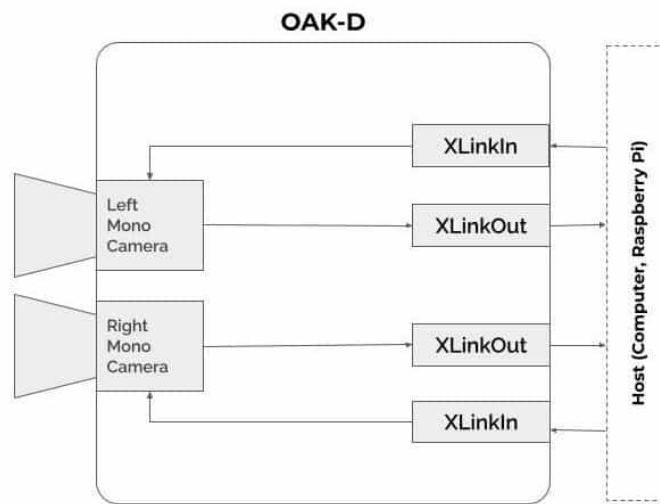 OAK-D
XLinkIn
Left
Mono
Camera
XLinkOut
Right
Mono
Camera
XLinkOut
XLinkIn
Host (Computer, Raspberry Pi)